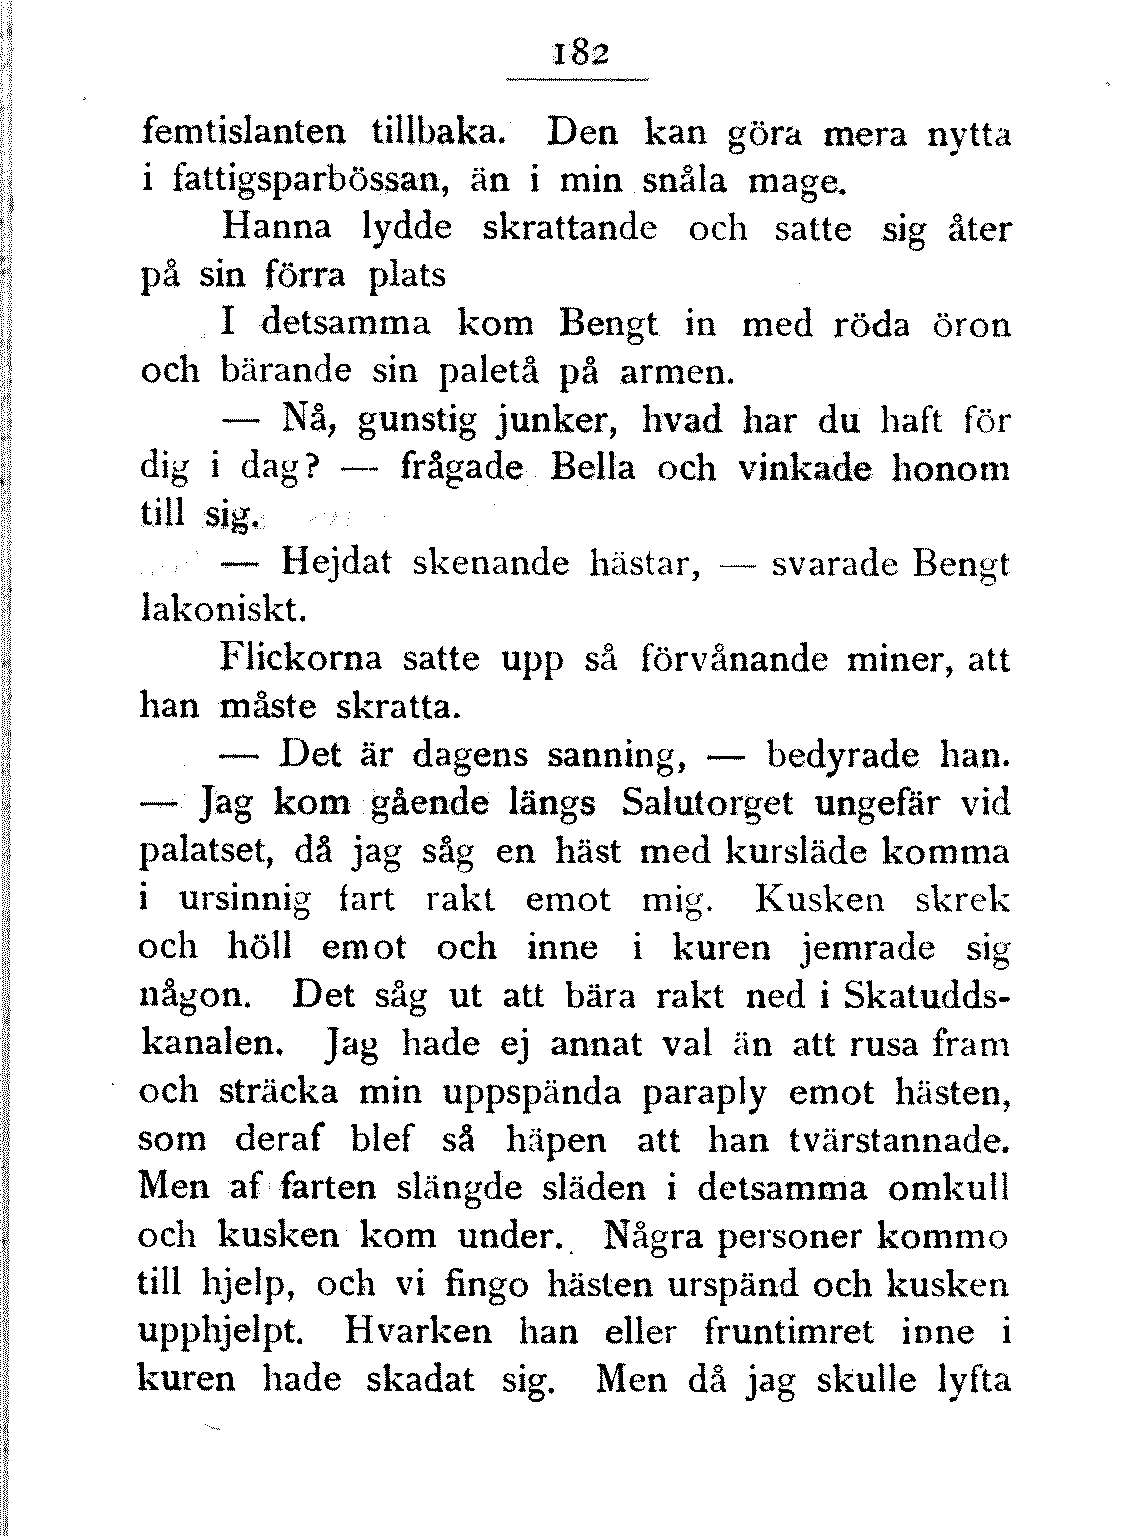 182
femtislanten tillbaka. Den kan göra mera nytta
i fattigsparbössan, än i min snåla mage.
Hanna lydde skrattande och satte sig åter
på sin förra plats
I detsamma kom Bengt in med röda öron
och bärande sin paletå på armen.
— Nå, gunstig junker, hvad har du haft för
dig i dag? — frågade Bella och vinkade honom
till sig.
— Hejdat skenande hästar, — svarade Bengt
lakoniskt.
Flickorna satte upp så förvånande miner, att
han måste skratta.
— Det är dagens sanning, — bedyrade han.
— Jag kom gående längs Salutorget ungefär vid
palatset, då jag såg en häst med kursläde komma
i ursinnig fart rakt emot mig. Kusken skrek
och höll emot och inne i kuren jemrade sig
någon. Det såg ut att bära rakt ned i Skatudds-
kanalen. Jag hade ej annat val än att rusa fram
och sträcka min uppspända paraply emot hästen,
som deraf blef så häpen att han tvärstannade.
Men af farten slängde släden i detsamma omkull
och kusken kom under. Några personer kommo
till hjelp, och vi fingo hästen urspänd och kusken
upphjelpt. Hvarken han eller fruntimret inne i
kuren hade skadat sig. Men då jag skulle lyfta